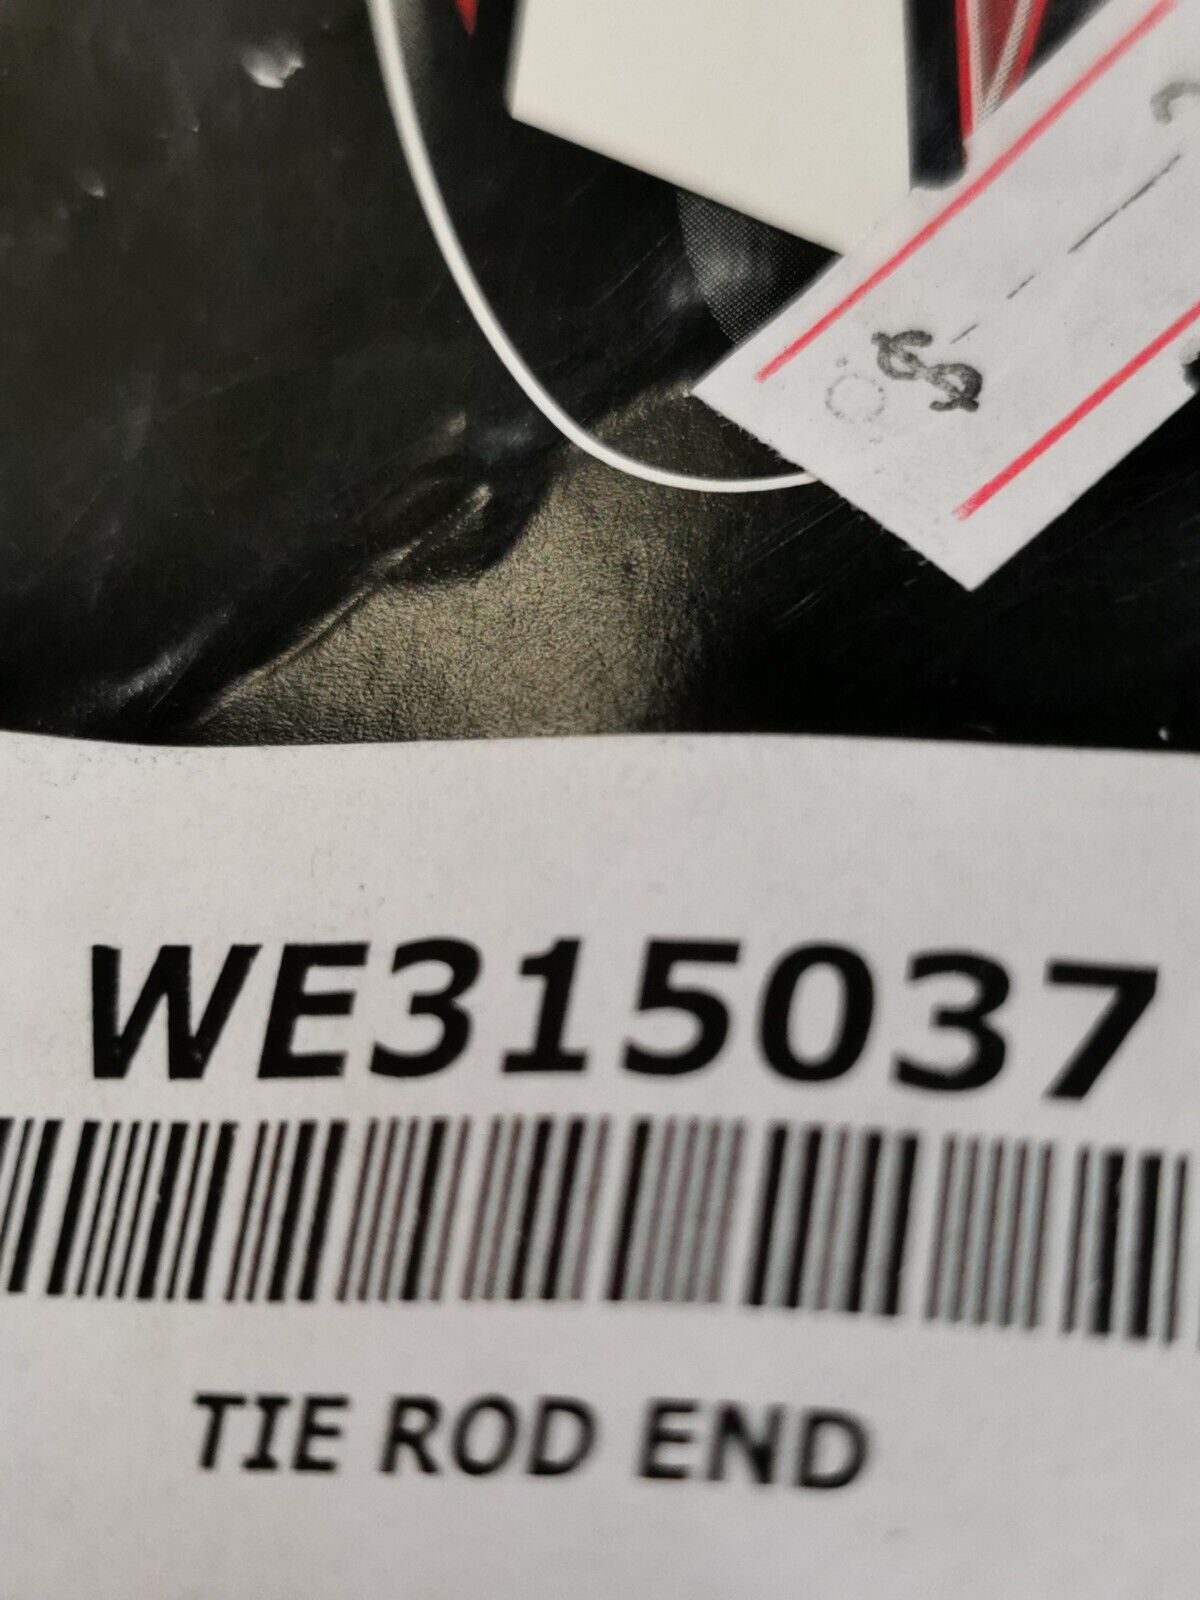 $
WE315037
TIE ROD END